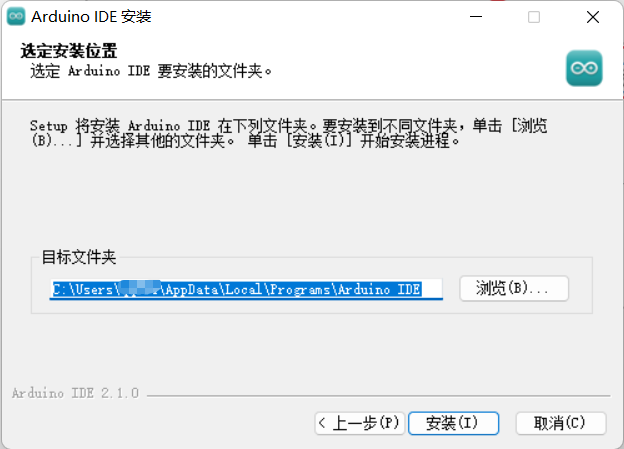 Arduino IDE 安装
选定安装位置
选定 Arduino IDE 要安装的文件夹。
Setup 将安装 Arduino IDE 在下列文件夹。要安装到不同文件夹，单击 [浏览
(B)...] 并选择其他的文件夹。 单击 [安装(I)] 开始安装进程。
目标文件夹
C:\Users\ \AppData\Local\Programs\Arduino IDE
浏览(B)...
Arduino IDE 2.1.0
< 上一步(P)
安装(I)
取消(C)